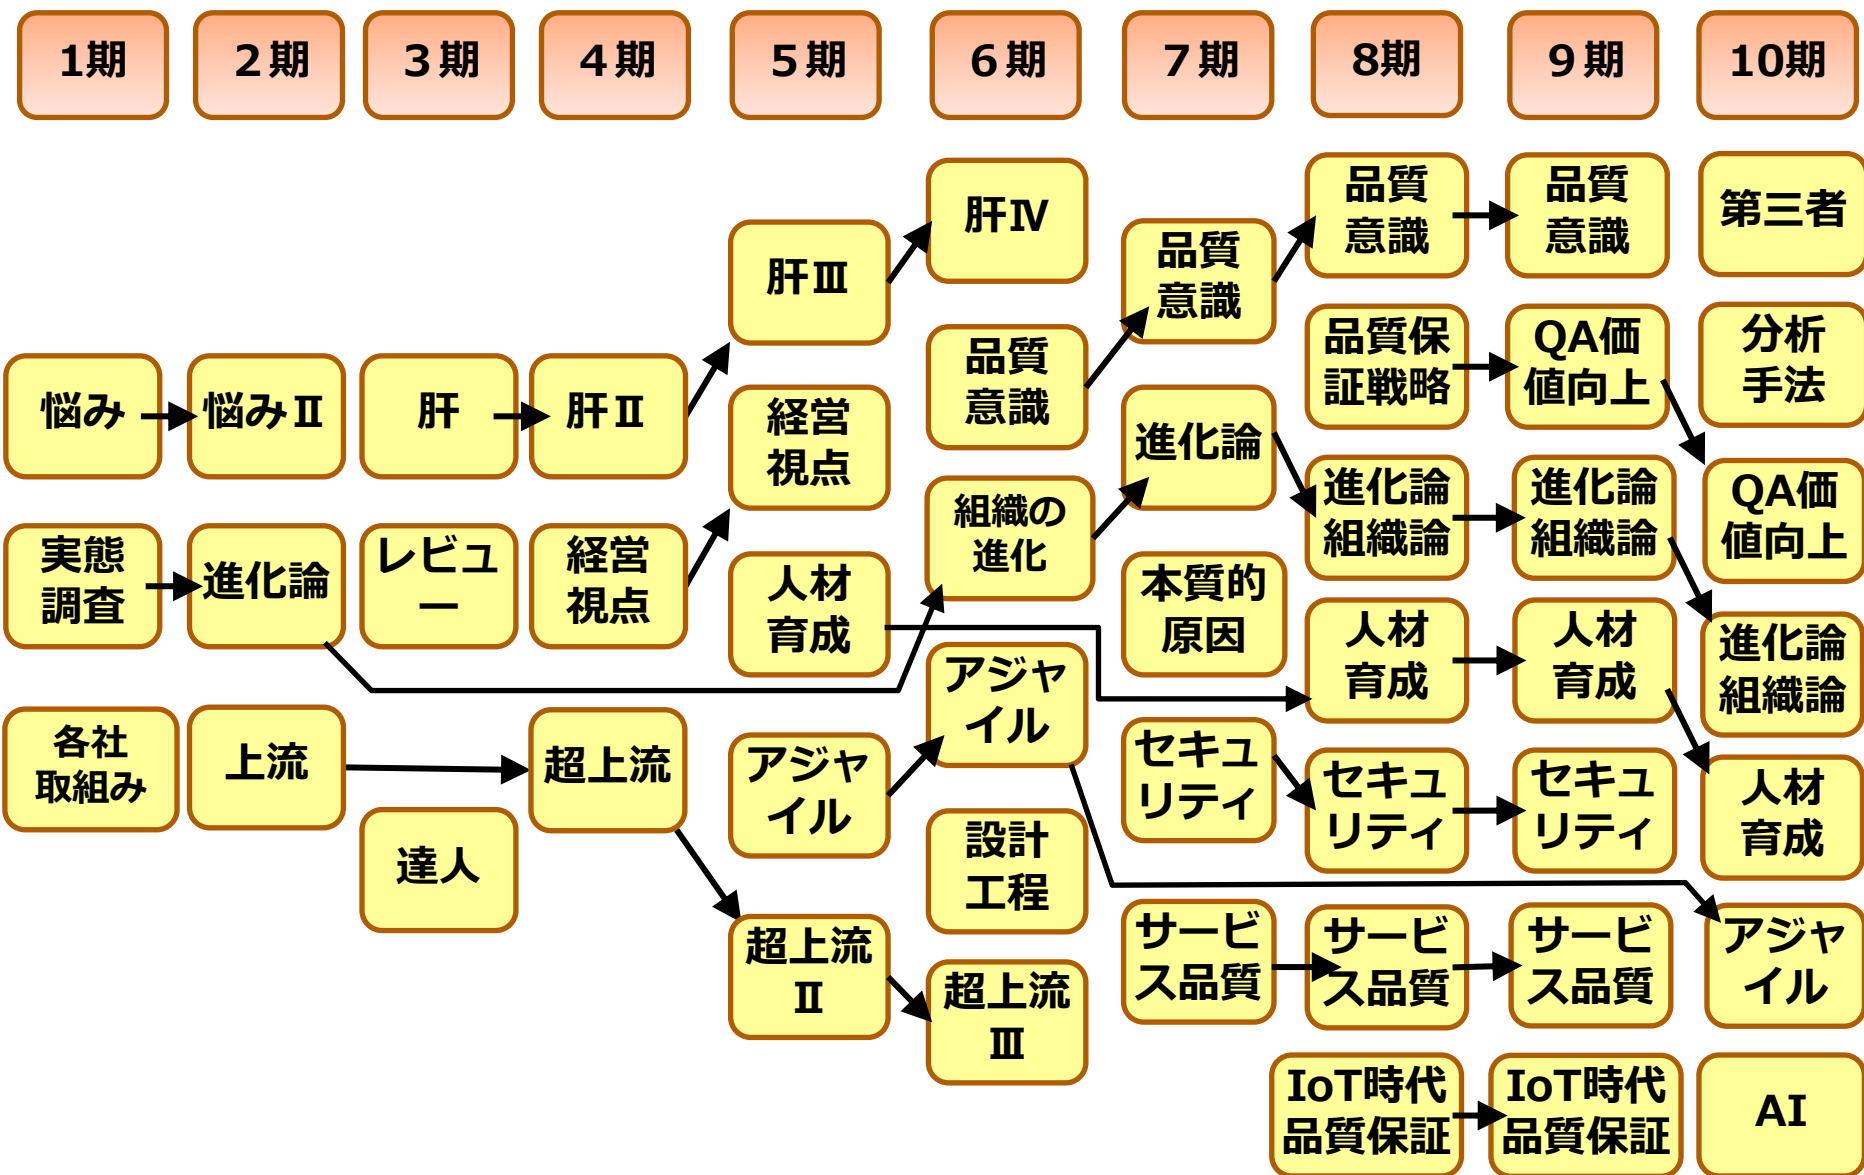 1期
２期
３期
４期
５期
６期
７期
8期
９期
10期
悩み
実態
調査
各社
取組み
悩みⅡ
進化論
上流
肝
レビュ
ー
達人
肝Ⅱ
経営
視点
超上流
肝Ⅲ
経営
視点
人材
育成
アジャ
イル
超上流
Ⅱ
肝Ⅳ
品質
意識
組織の
進化
アジャ
イル
設計
工程
超上流
Ⅲ
品質
意識
進化論
本質的
原因
セキュ
リティ
サービ
ス品質
品質
意識
品質保
証戦略
進化論
組織論
人材
育成
セキュ
リティ
サービ
ス品質
IoT時代
品質保証
品質
意識
QA価
値向上
進化論
組織論
人材
育成
セキュ
リティ
サービ
ス品質
IoT時代
品質保証
第三者
分析
手法
QA価
値向上
進化論
組織論
人材
育成
アジャ
イル
AI